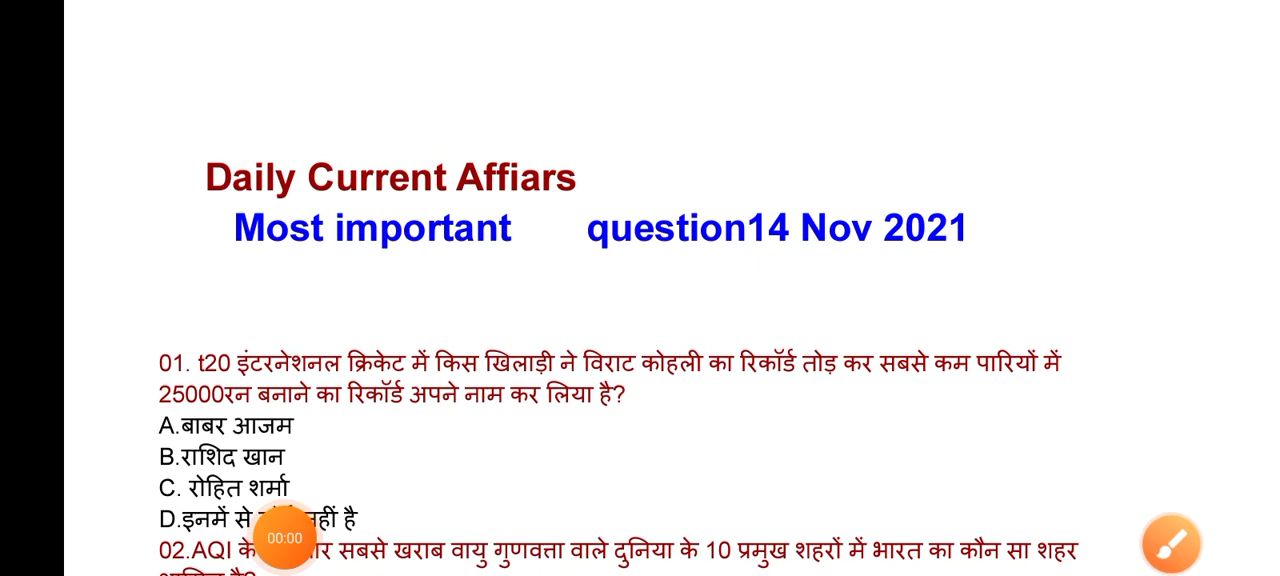 Daily Current Affiars
Most important question14 Nov 2021
01. t20 इंटरनेशनल क्रिकेट में किस खिलाड़ी ने विराट कोहली का रिकॉर्ड तोड़ कर सबसे कम पारियों में
25000रन बनाने का रिकॉर्ड अपने नाम कर लिया है?
A.बाबर आजम
B.राशिद खान
C. रोहित शर्मा
D.इनमें से नहीं है
00:00
02.AQI के सबसे खराब वायु गुणवत्ता वाले दुनिया के 10 प्रमुख शहरों में भारत का कौन सा शहर